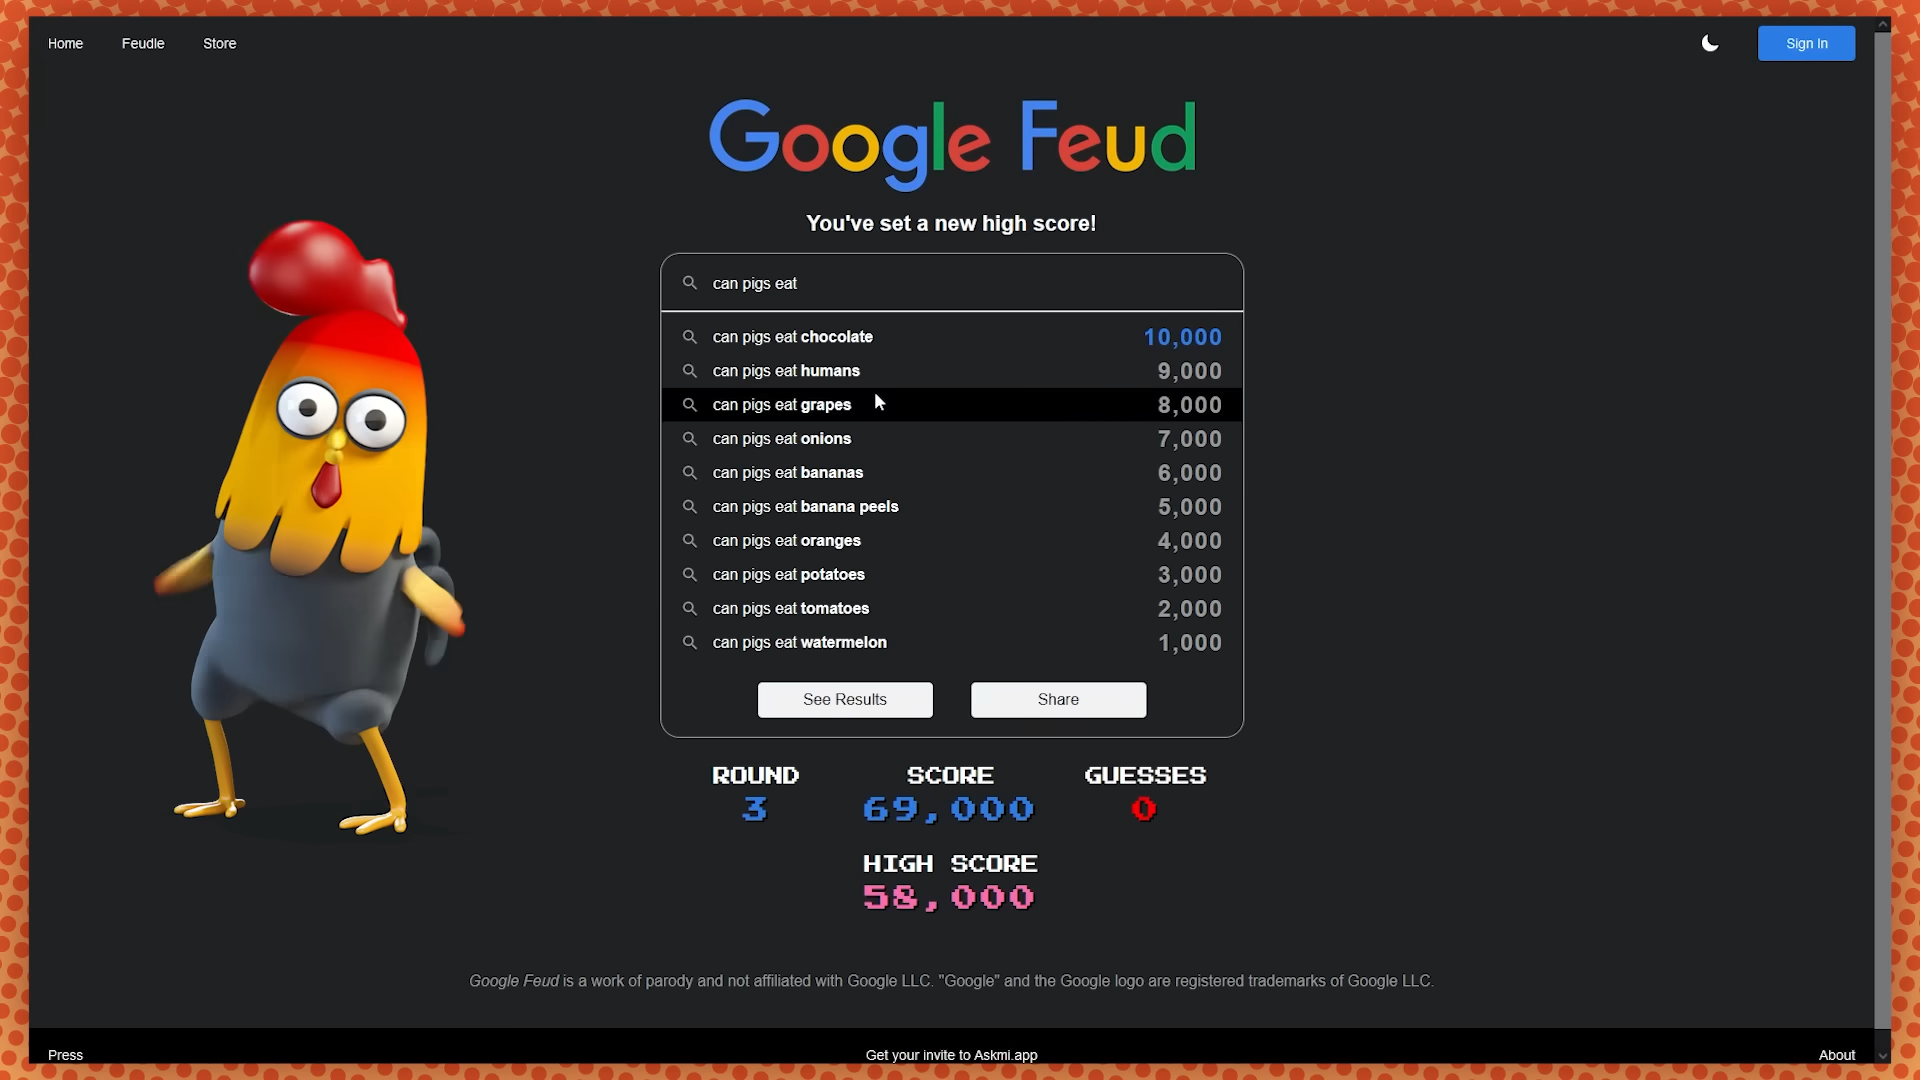 Home Feudle Store Sign In
Google Feud
You've set a new high score!
can pigs eat
can pigs eat chocolate 10,000
can pigs eat humans 9,000
can pigs eat grapes 8,000
can pigs eat onions 7,000
can pigs eat bananas 6,000
can pigs eat banana peels 5,000
can pigs eat oranges 4,000
can pigs eat potatoes 3,000
can pigs eat tomatoes 2,000
can pigs eat watermelon 1,000
See Results Share
ROUND SCORE GUESSES
3 69,000 0
HIGH SCORE
58,000
Google Feud is a work of parody and not affiliated with Google LLC. "Google" and the Google logo are registered trademarks of Google LLC.
Press Get your invite to Askmi.app About